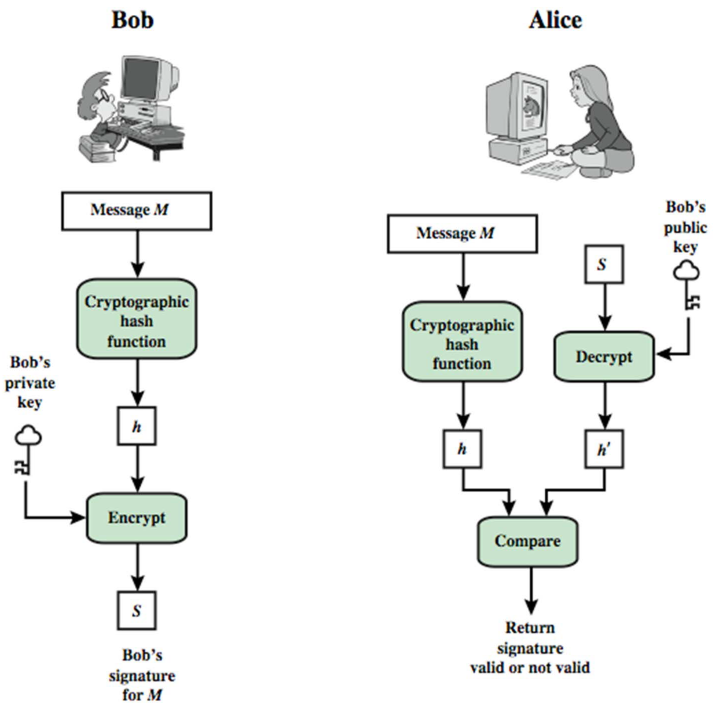 Bob
Message M
Cryptographic
hash
function
Bob's
private
key
h
Encrypt
S
Bob's
signature
for M
Alice
Message M
Bob's
public
key
S
Cryptographic
hash
function
Decrypt
h
h'
Compare
Return
signature
valid or not valid